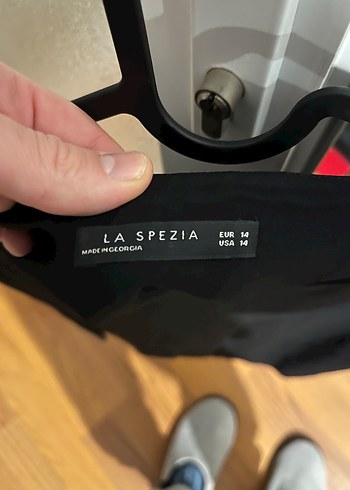 LA SPEZIA
MADE IN GEORGIA
EUR 14
USA 14